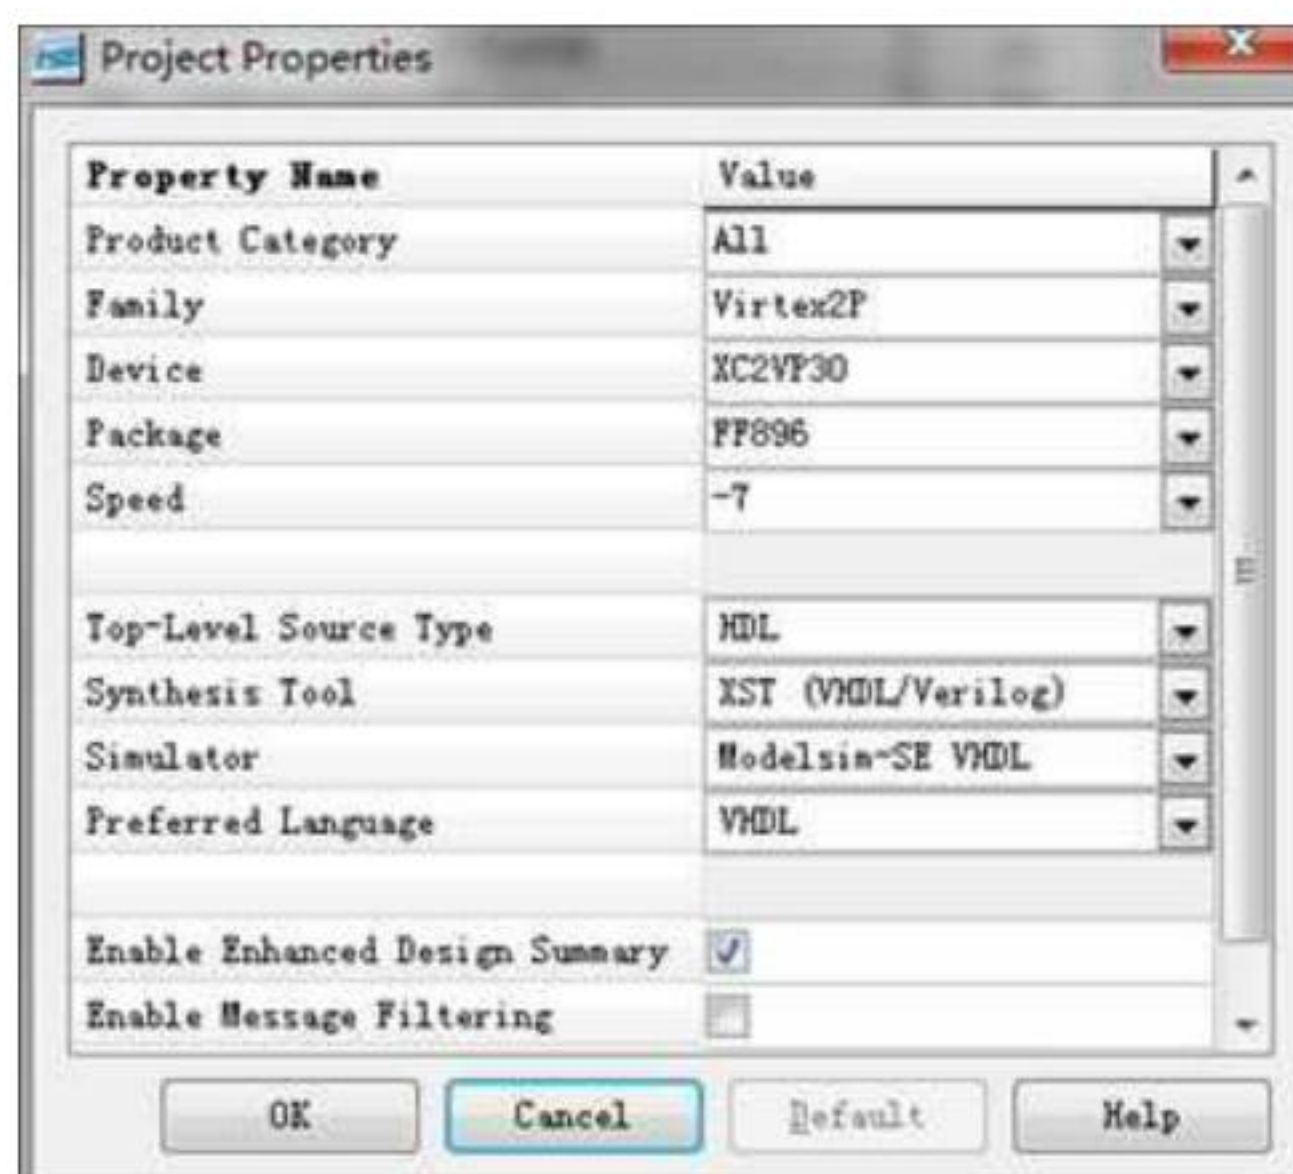 Project Properties
Property Name Value
Product Category All
Family Virtex2P
Device XC2VP30
Package FF896
Speed -7
Top-Level Source Type HDL
Synthesis Tool XST (VHDL/Verilog)
Simulator Modelsim-SE VHDL
Preferred Language VHDL
Enable Enhanced Design Summary
Enable Message Filtering
OK Cancel Default Help